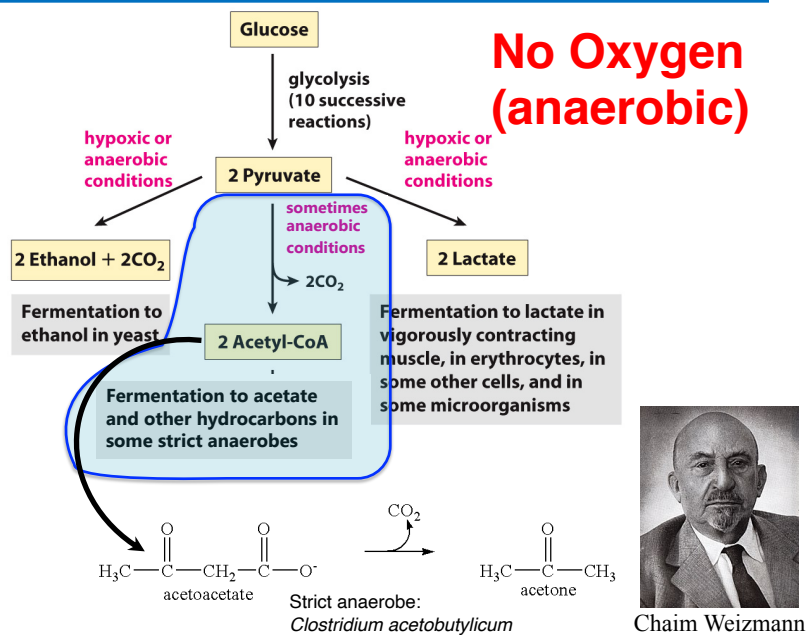 Glucose
No Oxygen
(anaerobic)
glycolysis
(10 successive
reactions)
hypoxic or
anaerobic
conditions
hypoxic or
anaerobic
conditions
2 Pyruvate
sometimes
anaerobic
conditions
2 Ethanol + 2CO₂
2CO₂
2 Lactate
Fermentation to
ethanol in yeast
2 Acetyl-CoA
Fermentation to lactate in
vigorously contracting
muscle, in erythrocytes, in
some other cells, and in
some microorganisms
Fermentation to acetate
and other hydrocarbons in
some strict anaerobes
O O
H₃C—C—CH₂—C—O⁻
acetoacetate
CO₂
O
H₃C—C—CH₃
acetone
Strict anaerobe:
Clostridium acetobutylicum
Chaim Weizmann